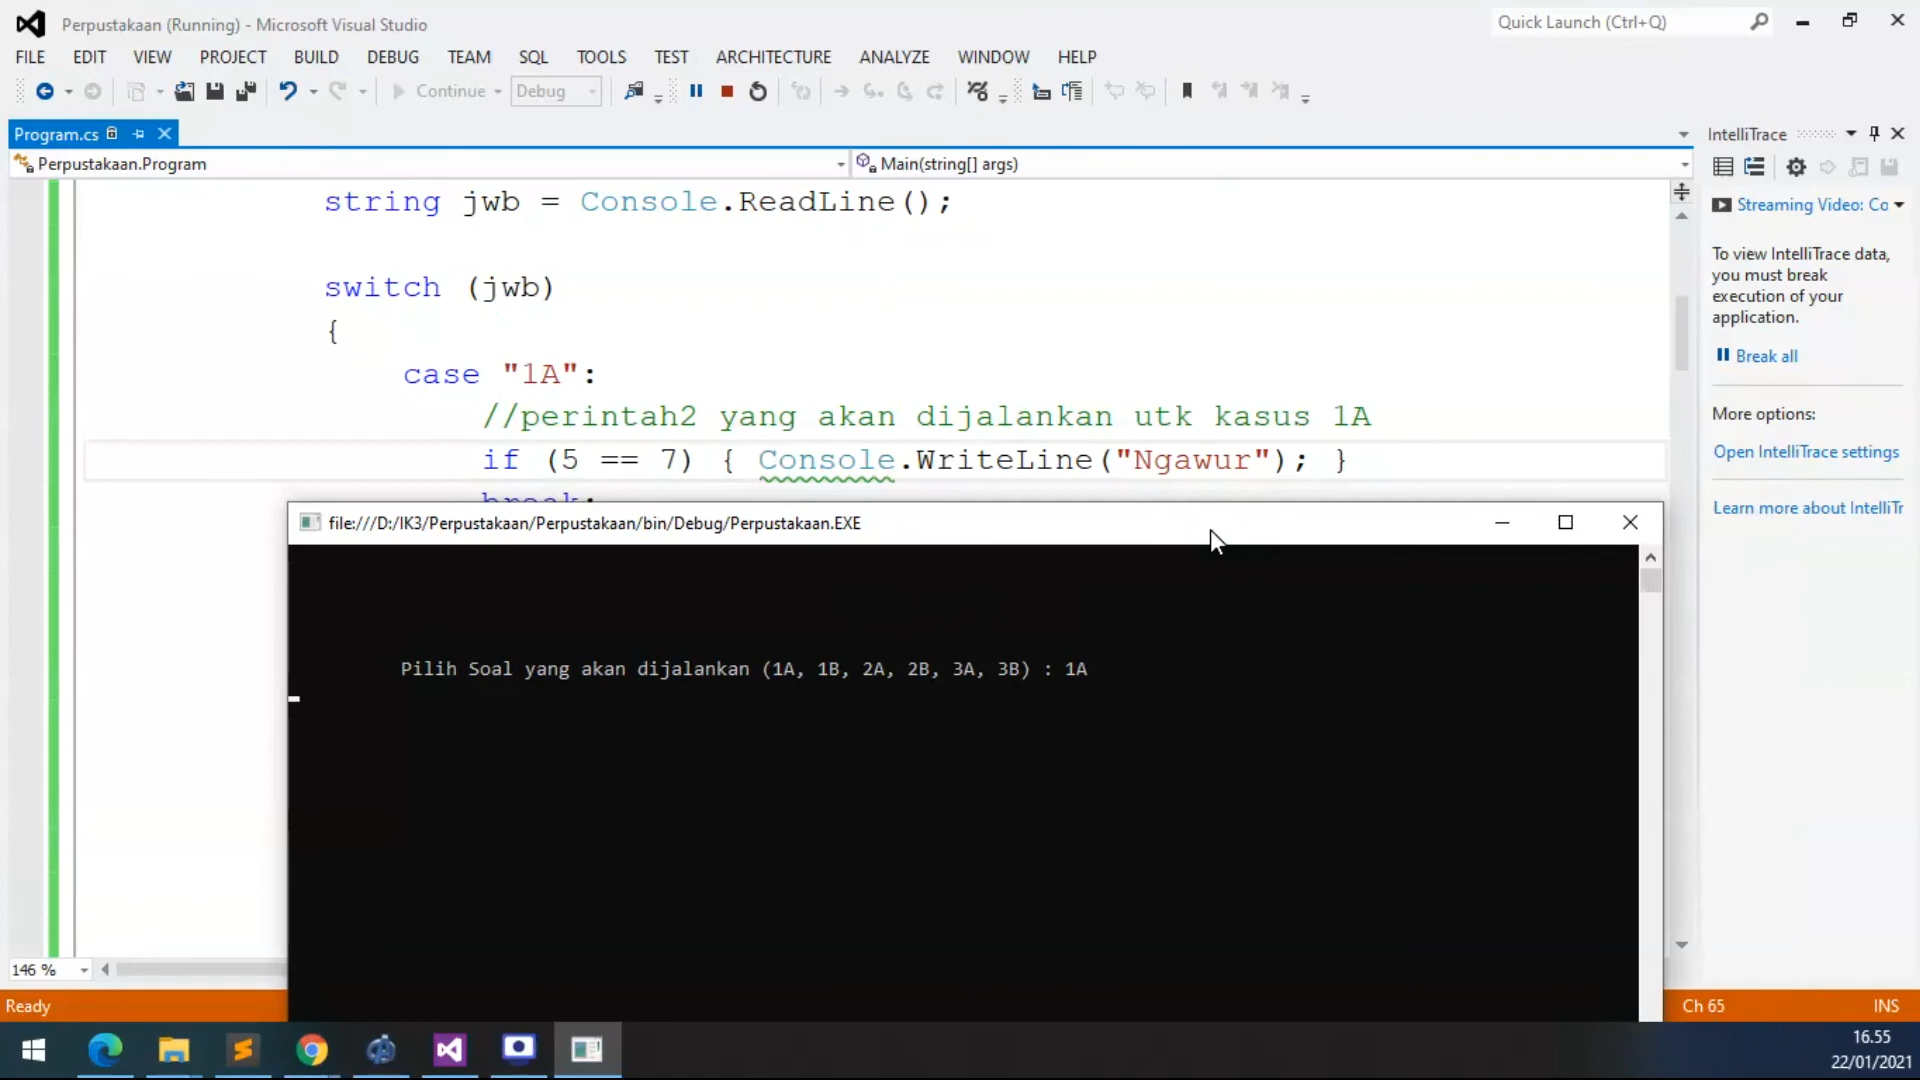 Perpustakaan (Running) - Microsoft Visual Studio
Quick Launch (Ctrl+Q)
FILE EDIT VIEW PROJECT BUILD DEBUG TEAM SQL TOOLS TEST ARCHITECTURE ANALYZE WINDOW HELP
Continue Debug
Program.cs
IntelliTrace
Perpustakaan.Program
Main(string[] args)
string jwb = Console.ReadLine();
switch (jwb)
{
case "1A":
//perintah2 yang akan dijalankan utk kasus 1A
if (5 == 7) { Console.WriteLine("Ngawur"); }
break;
Streaming Video: Co
To view IntelliTrace data,
you must break
execution of your
application.
Break all
More options:
Open IntelliTrace settings
Learn more about IntelliTr
file:///D:/IK3/Perpustakaan/Perpustakaan/bin/Debug/Perpustakaan.EXE
Pilih Soal yang akan dijalankan (1A, 1B, 2A, 2B, 3A, 3B) : 1A
146 %
Ready
Ch 65
INS
16.55
22/01/2021